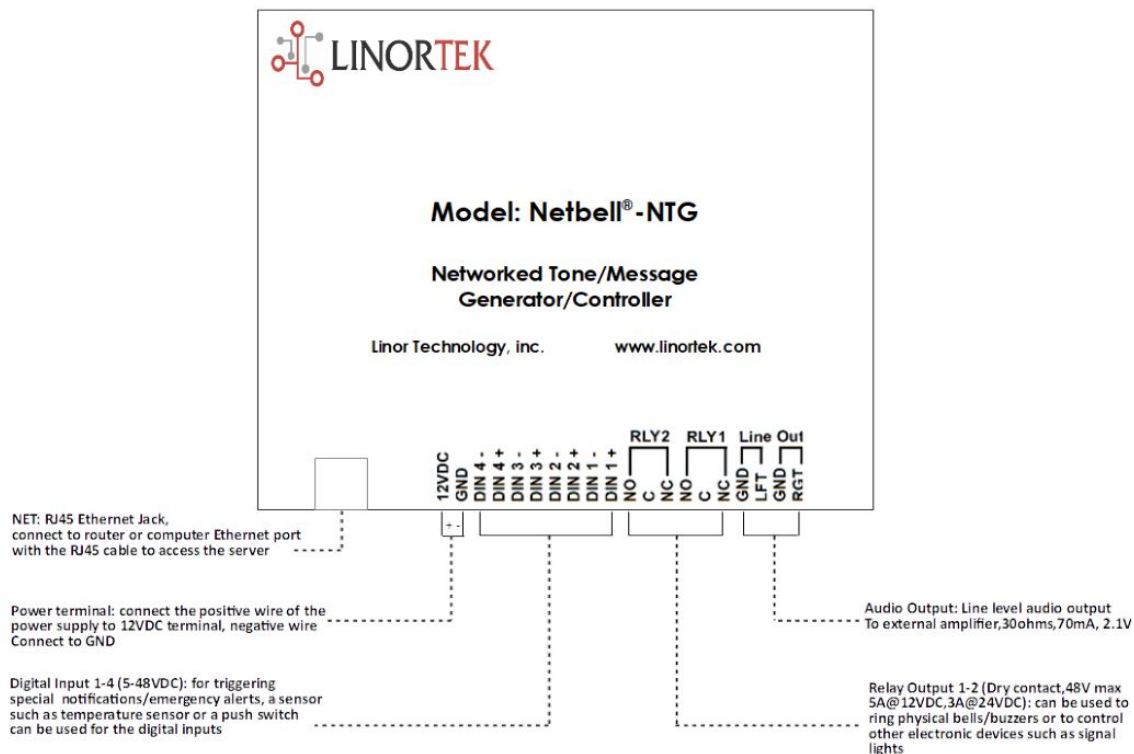 LINORTEK
Model: Netbell®-NTG
Networked Tone/Message
Generator/Controller
Linor Technology, inc. www.linortek.com
RLY2 RLY1 Line Out
12VDC
GND
DIN 4 -
DIN 4 +
DIN 3 -
DIN 3 +
DIN 2 -
DIN 2 +
DIN 1 -
DIN 1 +
NO
C
NC
NO
C
NC
GND
LFT
GND
RGT
+ -
NET: RJ45 Ethernet Jack,
connect to router or computer Ethernet port
with the RJ45 cable to access the server
Power terminal: connect the positive wire of the
power supply to 12VDC terminal, negative wire
Connect to GND
Digital Input 1-4 (5-48VDC): for triggering
special notifications/emergency alerts, a sensor
such as temperature sensor or a push switch
can be used for the digital inputs
Audio Output: Line level audio output
To external amplifier,30ohms,70mA, 2.1V
Relay Output 1-2 (Dry contact,48V max
5A@12VDC,3A@24VDC): can be used to
ring physical bells/buzzers or to control
other electronic devices such as signal
lights